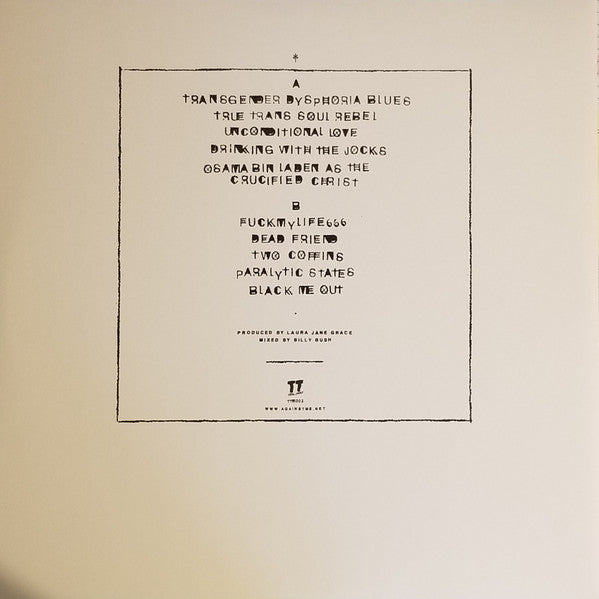 *
A
TRANSGENDER DYSPHORIA BLUES
TRUE TRANS SOUL REBEL
UNCONDITIONAL LOVE
DRINKING WITH THE JOCKS
OSAMA BIN LADEN AS THE
CRUCIFIED CHRIST
B
FUCKMYLIFE666
DEAD FRIEND
TWO COFFINS
PARALYTIC STATES
BLACK ME OUT
PRODUCED BY LAURA JANE GRACE
MIXED BY BILLY BUSH
TT
WWW.AGAINSTME.NET